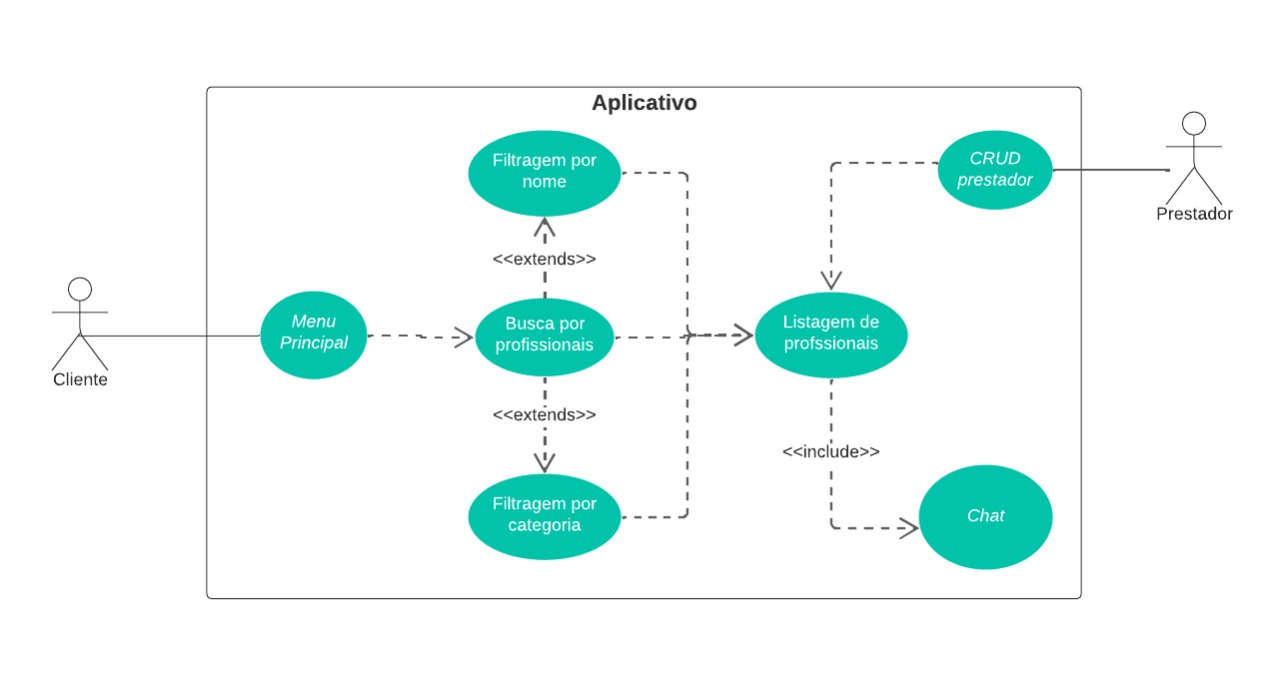 Aplicativo
Filtragem por
nome
CRUD
prestador
Prestador
<<extends>>
Menu
Principal
Busca por
profissionais
Listagem de
profssionais
Cliente
<<extends>>
<<include>>
Filtragem por
categoria
Chat